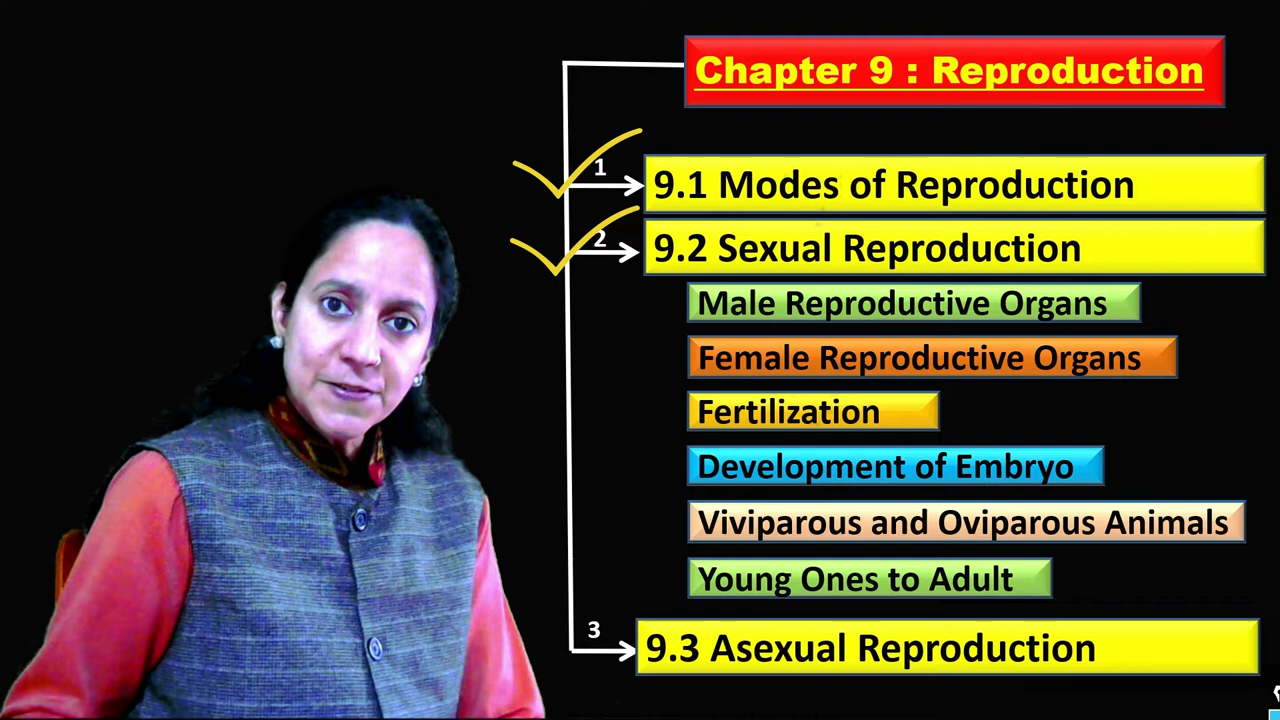 Chapter 9 : Reproduction
1
9.1 Modes of Reproduction
2
9.2 Sexual Reproduction
Male Reproductive Organs
Female Reproductive Organs
Fertilization
Development of Embryo
Viviparous and Oviparous Animals
Young Ones to Adult
3
9.3 Asexual Reproduction